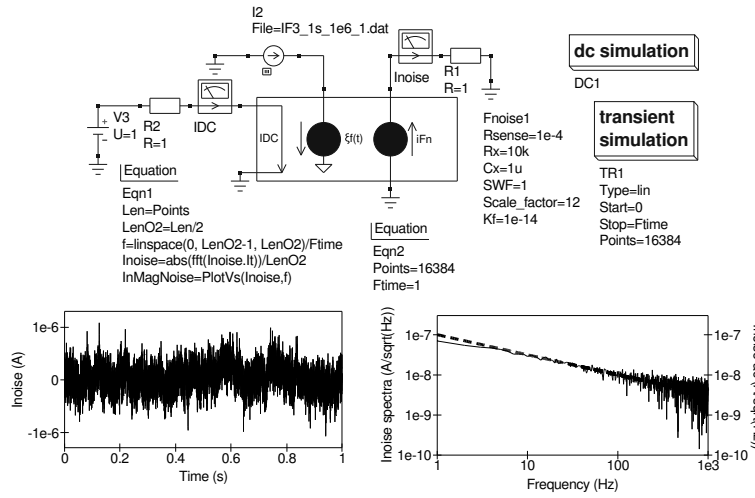 I2
File=IF3_1s_1e6_1.dat
dc simulation
DC1
Inoise
R1
R=1
V3
U=1
R2
R=1
IDC
IDC
ξf(t)
iFn
Fnoise1
Rsense=1e-4
Rx=10k
Cx=1u
SWF=1
Scale_factor=12
Kf=1e-14
transient
simulation
TR1
Type=lin
Start=0
Stop=Ftime
Points=16384
Equation
Eqn1
Len=Points
LenO2=Len/2
f=linspace(0, LenO2-1, LenO2)/Ftime
Inoise=abs(fft(Inoise.It))/LenO2
InMagNoise=PlotVs(Inoise,f)
Equation
Eqn2
Points=16384
Ftime=1
Inoise (A)
1e-6
0
-1e-6
0 0.2 0.4 0.6 0.8 1
Time (s)
Inoise spectra (A/sqrt(Hz)
1e-7
1e-8
1e-9
1e-10
1 10 100 1e3
Frequency (Hz)
1e-7
1e-8
1e-9
1e-10